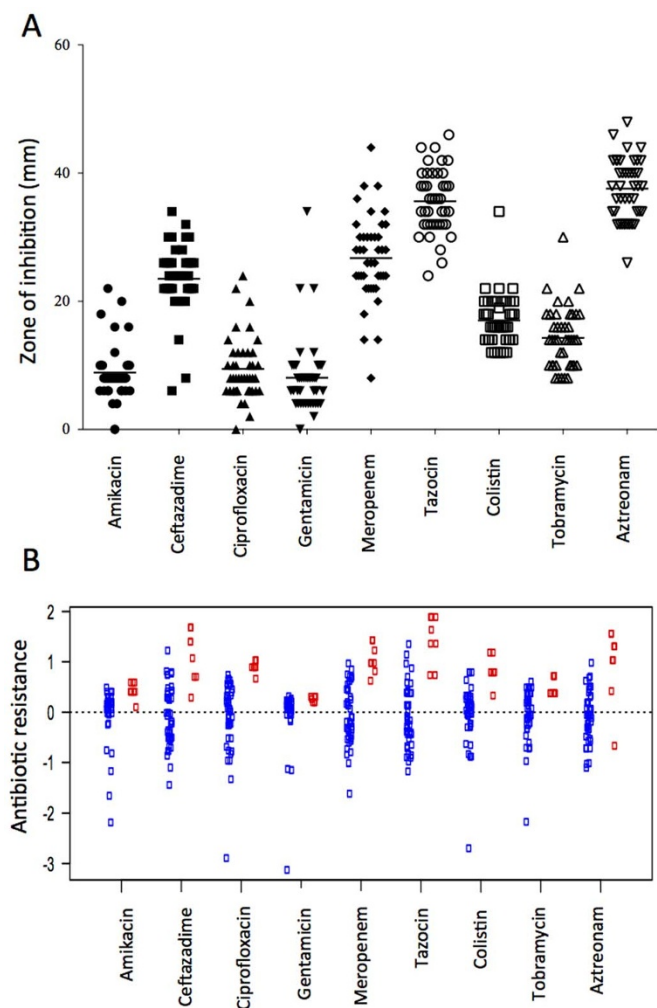 A
Zone of inhibition (mm)
60
40
20
0
Amikacin
Ceftazadime
Ciprofloxacin
Gentamicin
Meropenem
Tazocin
Colistin
Tobramycin
Aztreonam
B
Antibiotic resistance
2
1
0
-1
-2
-3
Amikacin
Ceftazadime
Ciprofloxacin
Gentamicin
Meropenem
Tazocin
Colistin
Tobramycin
Aztreonam